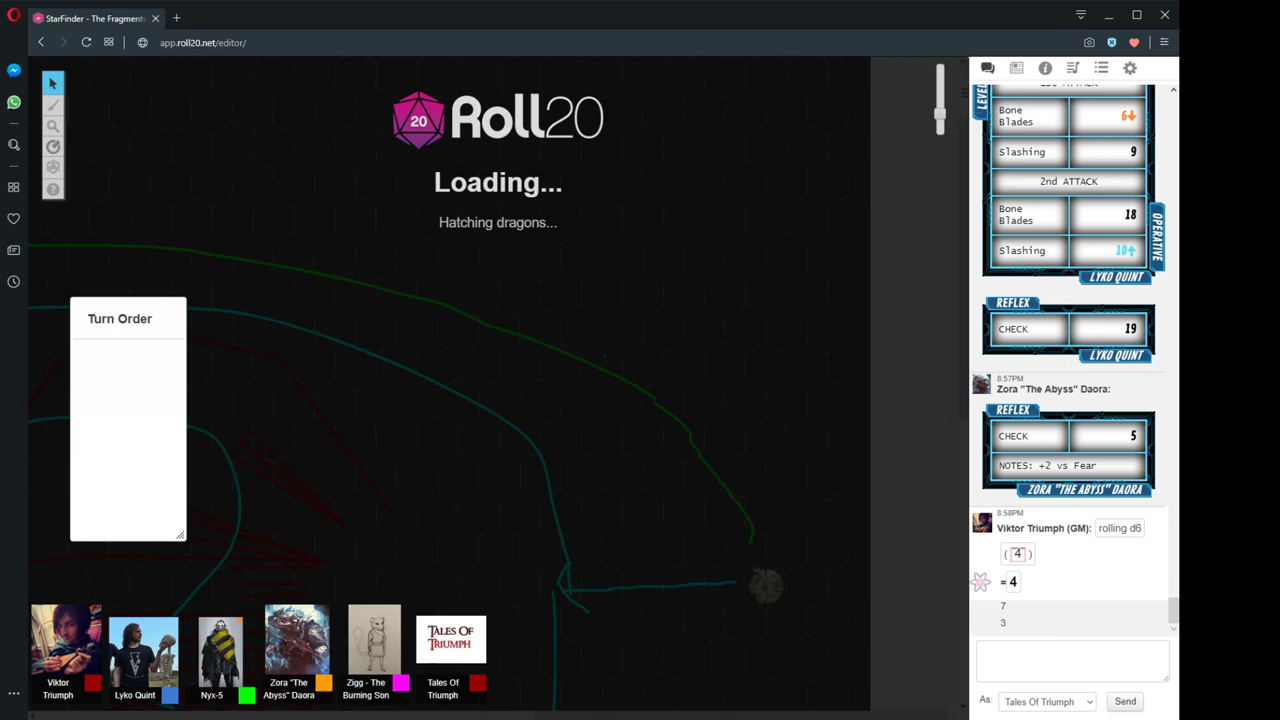 StarFinder - The Fragments
app.roll20.net/editor/
20 Roll20
Loading...
Hatching dragons...
Turn Order
Viktor
Triumph
Lyko Quint
Nyx-5
Zora "The
Abyss" Daora
Zigg - The
Burning Son
TALES OF
TRIUMPH
Tales Of
Triumph
Bone
Blades
6
Slashing
9
2nd ATTACK
Bone
Blades
18
Slashing
10
OPERATIVE
LYKO QUINT
REFLEX
CHECK
19
LYKO QUINT
8:57PM
Zora "The Abyss" Daora:
REFLEX
CHECK
5
NOTES: +2 vs Fear
ZORA "THE ABYSS" DAORA
8:58PM
Viktor Triumph (GM): rolling d6
( 4 )
= 4
7
3
As: Tales Of Triumph
Send